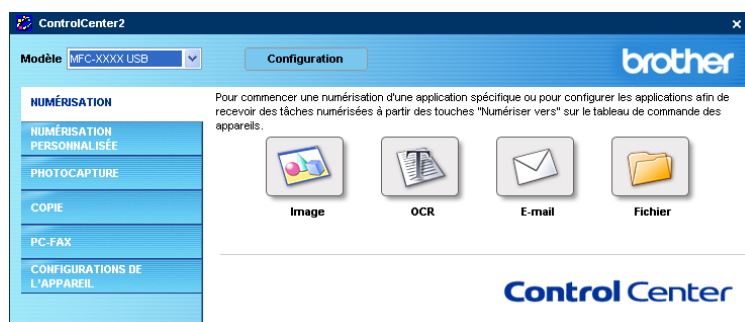 ControlCenter2
Modèle MFC-XXXX USB
Configuration
brother
NUMÉRISATION
NUMÉRISATION
PERSONNALISÉE
PHOTOCAPTURE
COPIE
PC-FAX
CONFIGURATIONS DE
L'APPAREIL
Pour commencer une numérisation d'une application spécifique ou pour configurer les applications afin de
recevoir des tâches numérisées à partir des touches "Numériser vers" sur le tableau de commande des
appareils.
Image
OCR
E-mail
Fichier
Control Center